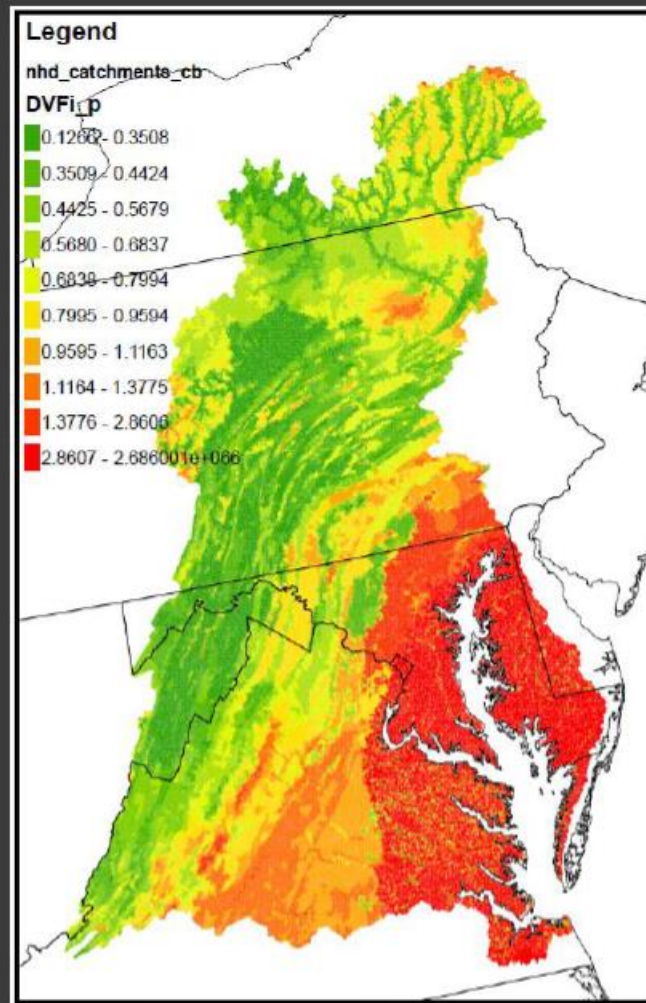 Legend
nhd_catchments_cb
DVFi_p
0.1266 - 0.3508
0.3509 - 0.4424
0.4425 - 0.5679
0.5680 - 0.6837
0.6838 - 0.7994
0.7995 - 0.9594
0.9595 - 1.1163
1.1164 - 1.3775
1.3776 - 2.8606
2.8607 - 2.686001e+066